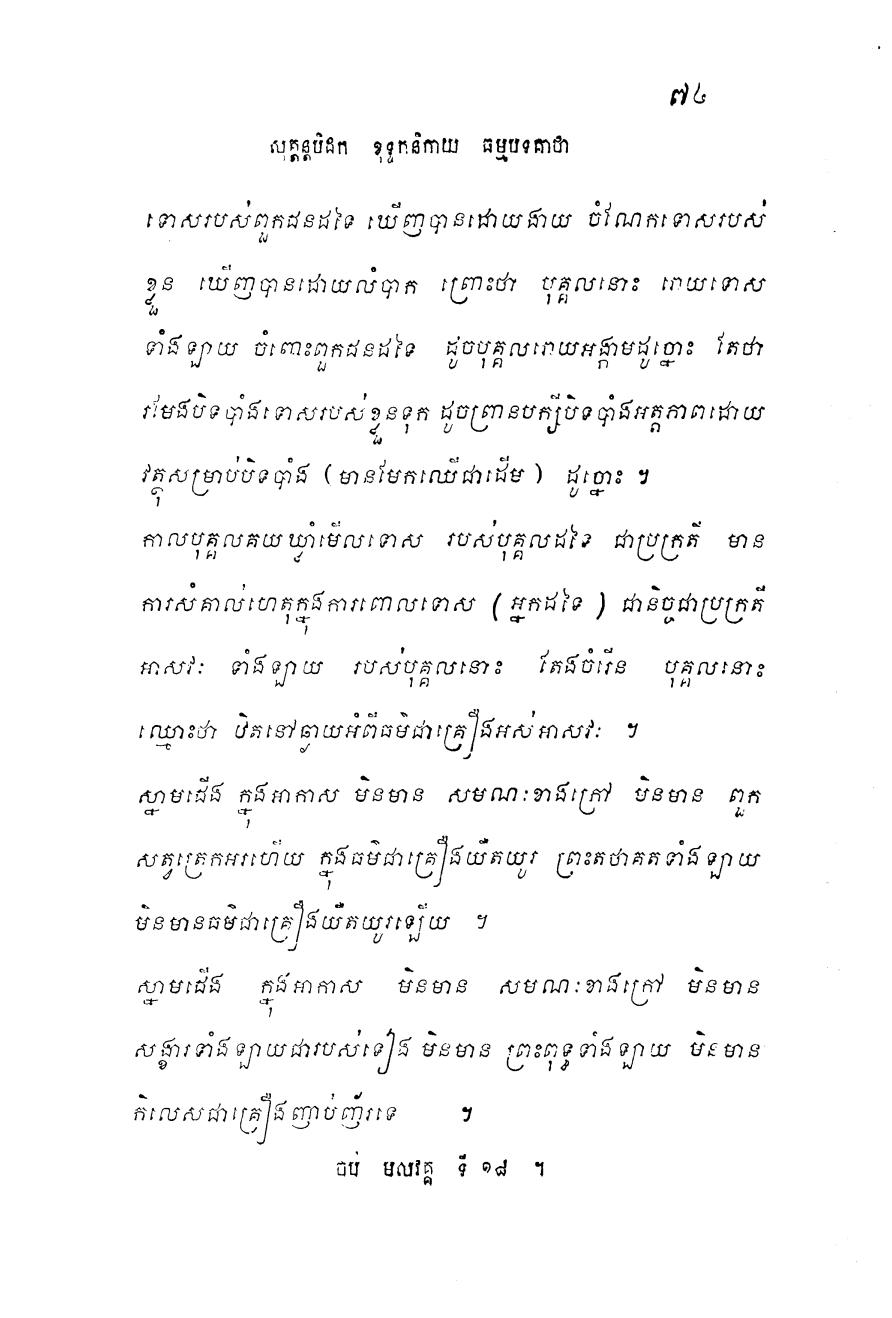 ៧៤
សុត្តន្តបិដក ខុទ្ទកនិកាយ ធម្មបទគាថា
ទោសរបស់ពួកជនដទៃ ឃើញបានដោយងាយ ចំណែកទោសរបស់
ខ្លួន ឃើញបានដោយលំបាក ព្រោះថា បុគ្គលនោះ រោយទោស
ទាំងឡាយ ចំពោះពួកជនដទៃ ដូចបុគ្គលរោយអង្កាមដូច្នោះ តែថា
រមែងបិទបាំងទោសរបស់ខ្លួនទុក ដូចព្រានបក្សីបិទបាំងអត្តភាពដោយ
វត្ថុសម្រាប់បិទបាំង (មានមែកឈើជាដើម) ដូច្នោះ ។
កាលបុគ្គលគយឃ្វាំមើលទោស របស់បុគ្គលដទៃ ជាប្រក្រតី មាន
ការសំគាល់ហេតុក្នុងការពោលទោស (អ្នកដទៃ) ជានិច្ចជាប្រក្រតី
អាសវៈ ទាំងឡាយ របស់បុគ្គលនោះ តែងចំរើន បុគ្គលនោះ
ឈ្មោះថា ឋិតនៅឆ្ងាយអំពីធម៌ជាគ្រឿងអស់អាសវៈ ។
ស្នាមជើង ក្នុងអាកាស មិនមាន សមណៈខាងក្រៅ មិនមាន ពួក
សត្វត្រេកអរហើយ ក្នុងធម៌ជាគ្រឿងយឺតយូរ ព្រះតថាគតទាំងឡាយ
មិនមានធម៌ជាគ្រឿងយឺតយូរឡើយ ។
ស្នាមជើង ក្នុងអាកាស មិនមាន សមណៈខាងក្រៅ មិនមាន
សង្ខារទាំងឡាយជារបស់ទៀង មិនមាន ព្រះពុទ្ធទាំងឡាយ មិនមាន
កិលេសជាគ្រឿងញាប់ញ័រទេ ។
ចប់ មលវគ្គ ទី ១៨ ។